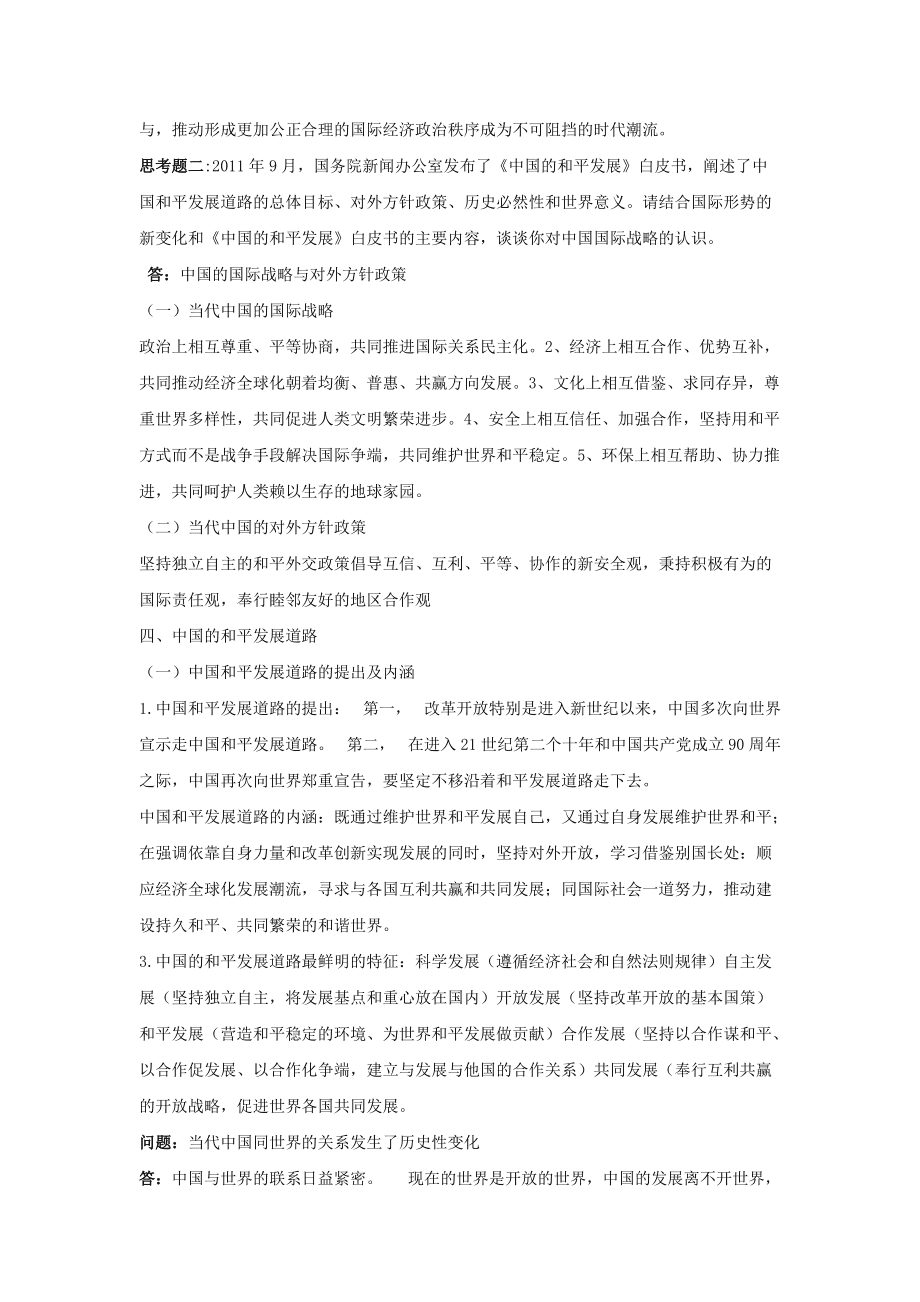 与，推动形成更加公正合理的国际经济政治秩序成为不可阻挡的时代潮流。
思考题二:2011 年 9 月，国务院新闻办公室发布了《中国的和平发展》白皮书，阐述了中
国和平发展道路的总体目标、对外方针政策、历史必然性和世界意义。请结合国际形势的
新变化和《中国的和平发展》白皮书的主要内容，谈谈你对中国国际战略的认识。
答：中国的国际战略与对外方针政策
（一）当代中国的国际战略
政治上相互尊重、平等协商，共同推进国际关系民主化。2、经济上相互合作、优势互补，
共同推动经济全球化朝着均衡、普惠、共赢方向发展。3、文化上相互借鉴、求同存异，尊
重世界多样性，共同促进人类文明繁荣进步。4、安全上相互信任、加强合作，坚持用和平
方式而不是战争手段解决国际争端，共同维护世界和平稳定。5、环保上相互帮助、协力推
进，共同呵护人类赖以生存的地球家园。
（二）当代中国的对外方针政策
坚持独立自主的和平外交政策倡导互信、互利、平等、协作的新安全观，秉持积极有为的
国际责任观，奉行睦邻友好的地区合作观
四、中国的和平发展道路
（一）中国和平发展道路的提出及内涵
1.中国和平发展道路的提出： 第一， 改革开放特别是进入新世纪以来，中国多次向世界
宣示走中国和平发展道路。 第二， 在进入 21 世纪第二个十年和中国共产党成立 90 周年
之际，中国再次向世界郑重宣告，要坚定不移沿着和平发展道路走下去。
中国和平发展道路的内涵：既通过维护世界和平发展自己，又通过自身发展维护世界和平；
在强调依靠自身力量和改革创新实现发展的同时，坚持对外开放，学习借鉴别国长处：顺
应经济全球化发展潮流，寻求与各国互利共赢和共同发展；同国际社会一道努力，推动建
设持久和平、共同繁荣的和谐世界。
3.中国的和平发展道路最鲜明的特征：科学发展（遵循经济社会和自然法则规律）自主发
展（坚持独立自主，将发展基点和重心放在国内）开放发展（坚持改革开放的基本国策）
和平发展（营造和平稳定的环境、为世界和平发展做贡献）合作发展（坚持以合作谋和平、
以合作促发展、以合作化争端，建立与发展与他国的合作关系）共同发展（奉行互利共赢
的开放战略，促进世界各国共同发展。
问题：当代中国同世界的关系发生了历史性变化
答：中国与世界的联系日益紧密。 现在的世界是开放的世界，中国的发展离不开世界，